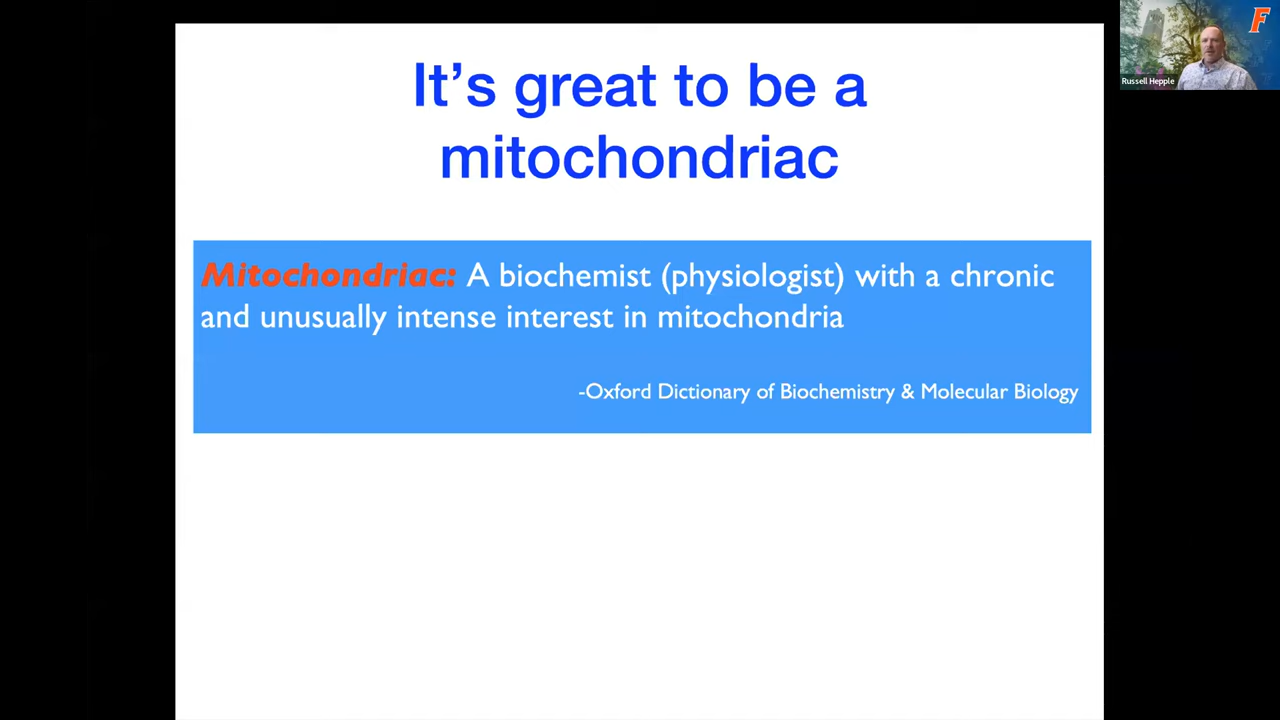 It’s great to be a
mitochondriac
Mitochondriac: A biochemist (physiologist) with a chronic
and unusually intense interest in mitochondria
-Oxford Dictionary of Biochemistry & Molecular Biology
F
Russell Hepple